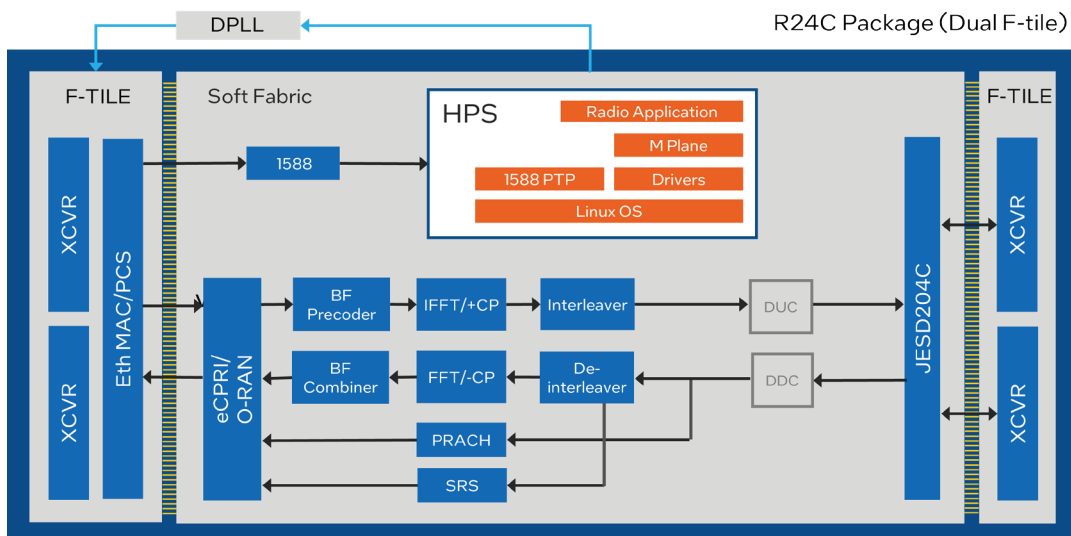 DPLL
R24C Package (Dual F-tile)
F-TILE
Soft Fabric
F-TILE
HPS
Radio Application
M Plane
1588 PTP
Drivers
Linux OS
1588
XCVR
XCVR
Eth MAC/PCS
eCPRI/
O-RAN
BF
Precoder
IFFT/+CP
Interleaver
DUC
BF
Combiner
FFT/-CP
De-
interleaver
DDC
PRACH
SRS
JESD204C
XCVR
XCVR